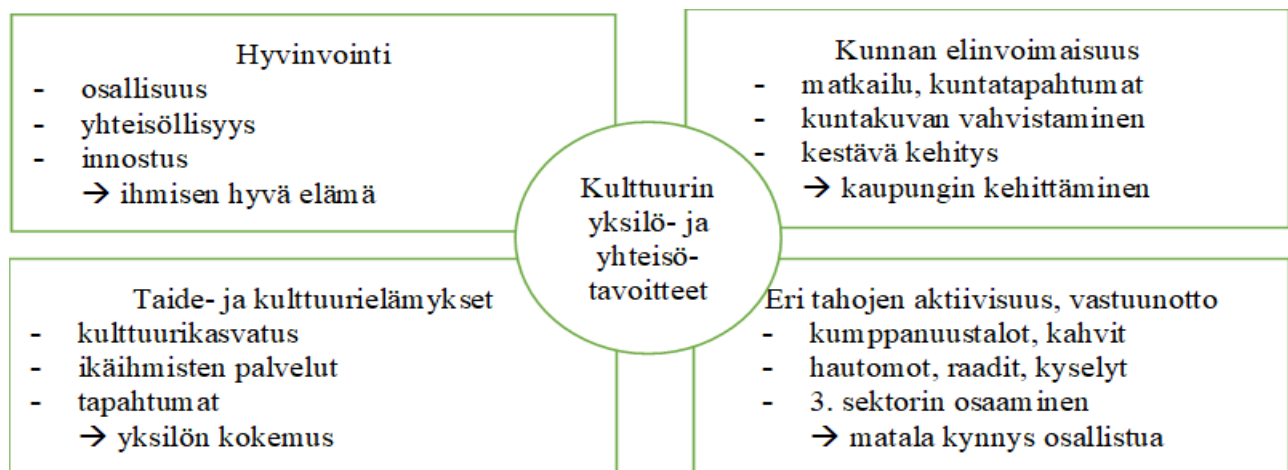 Hyvinvointi
- osallisuus
- yhteisöllisyys
- innostus
→ ihmisen hyvä elämä
Kunnan elinvoimaisuus
- matkailu, kuntatapahtumat
- kuntakuvan vahvistaminen
- kestävä kehitys
→ kaupungin kehittäminen
Kulttuurin
yksilö- ja
yhteisö-
tavoitteet
Taide- ja kulttuurielämykset
- kulttuurikasvatus
- ikäihmisten palvelut
- tapahtumat
→ yksilön kokemus
Eri tahojen aktiivisuus, vastuunotto
- kumppanuustalot, kahvit
- hautomot, raadit, kyselyt
- 3. sektorin osaaminen
→ matala kynnys osallistua